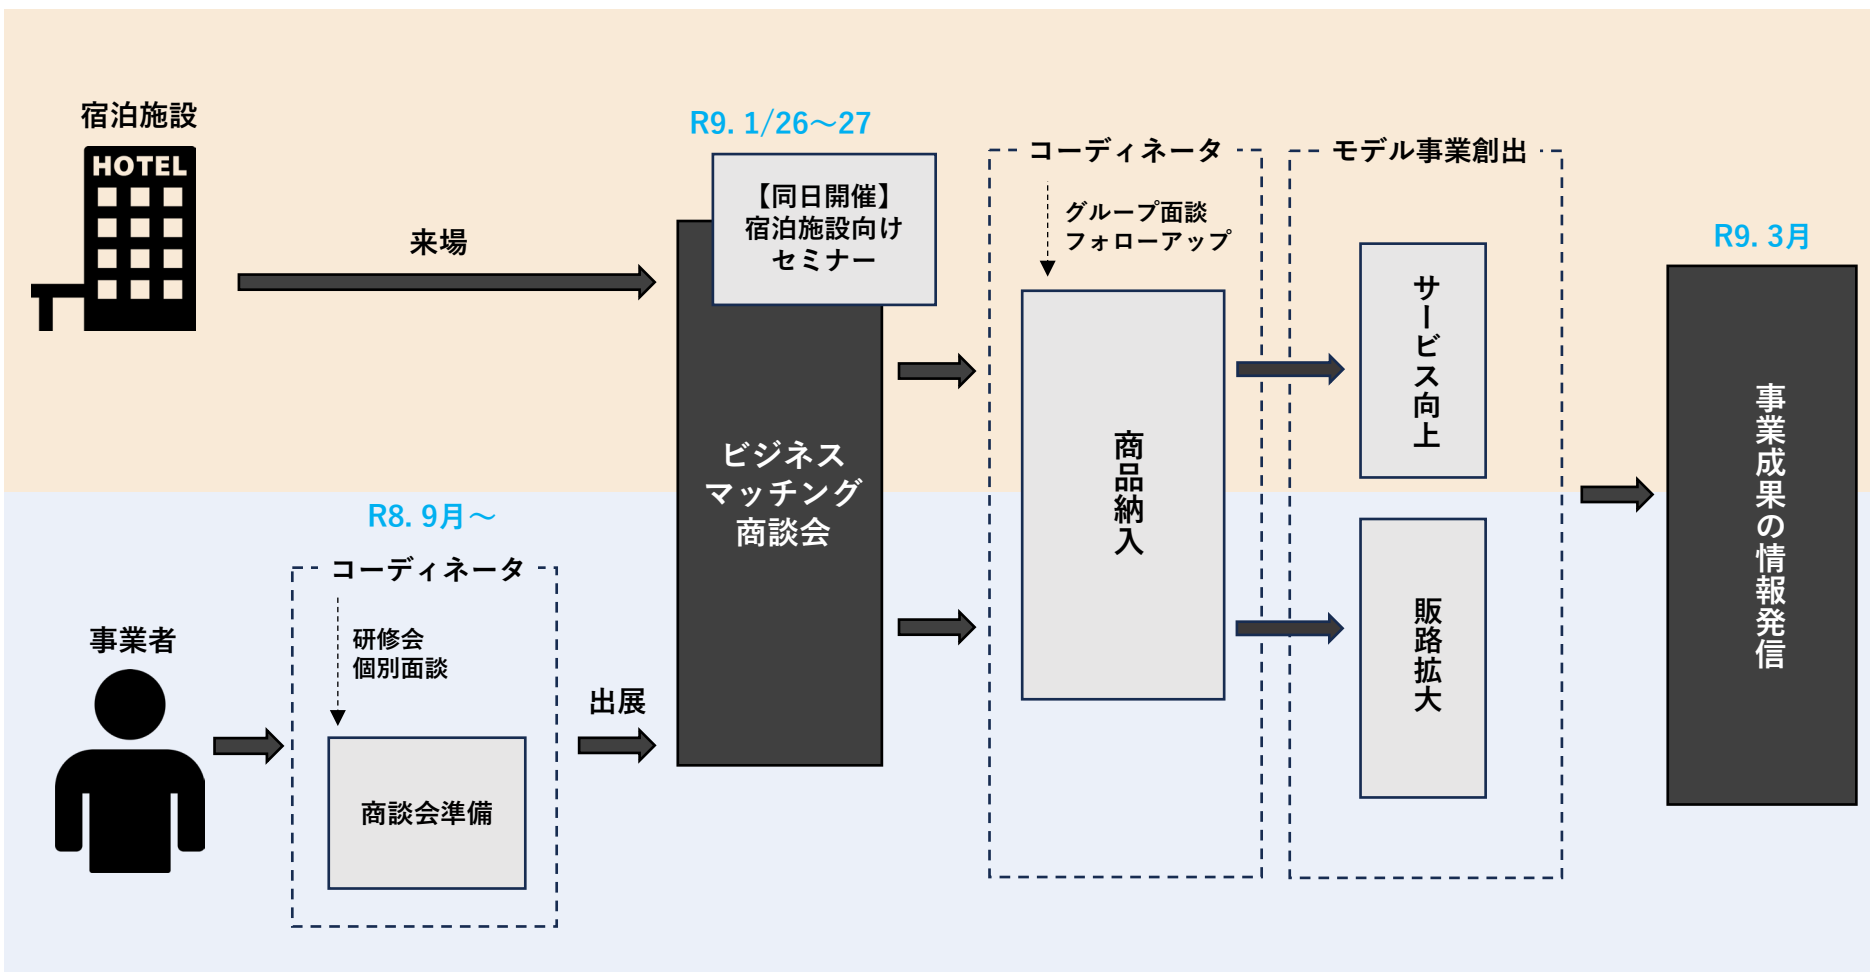 宿泊施設
HOTEL
来場
R9. 1/26～27
【同日開催】
宿泊施設向け
セミナー
ビジネス
マッチング
商談会
コーディネータ
グループ面談
フォローアップ
商品納入
モデル事業創出
サービス向上
販路拡大
R9. 3月
事業成果の情報発信
R8. 9月～
コーディネータ
研修会
個別面談
商談会準備
事業者
出展